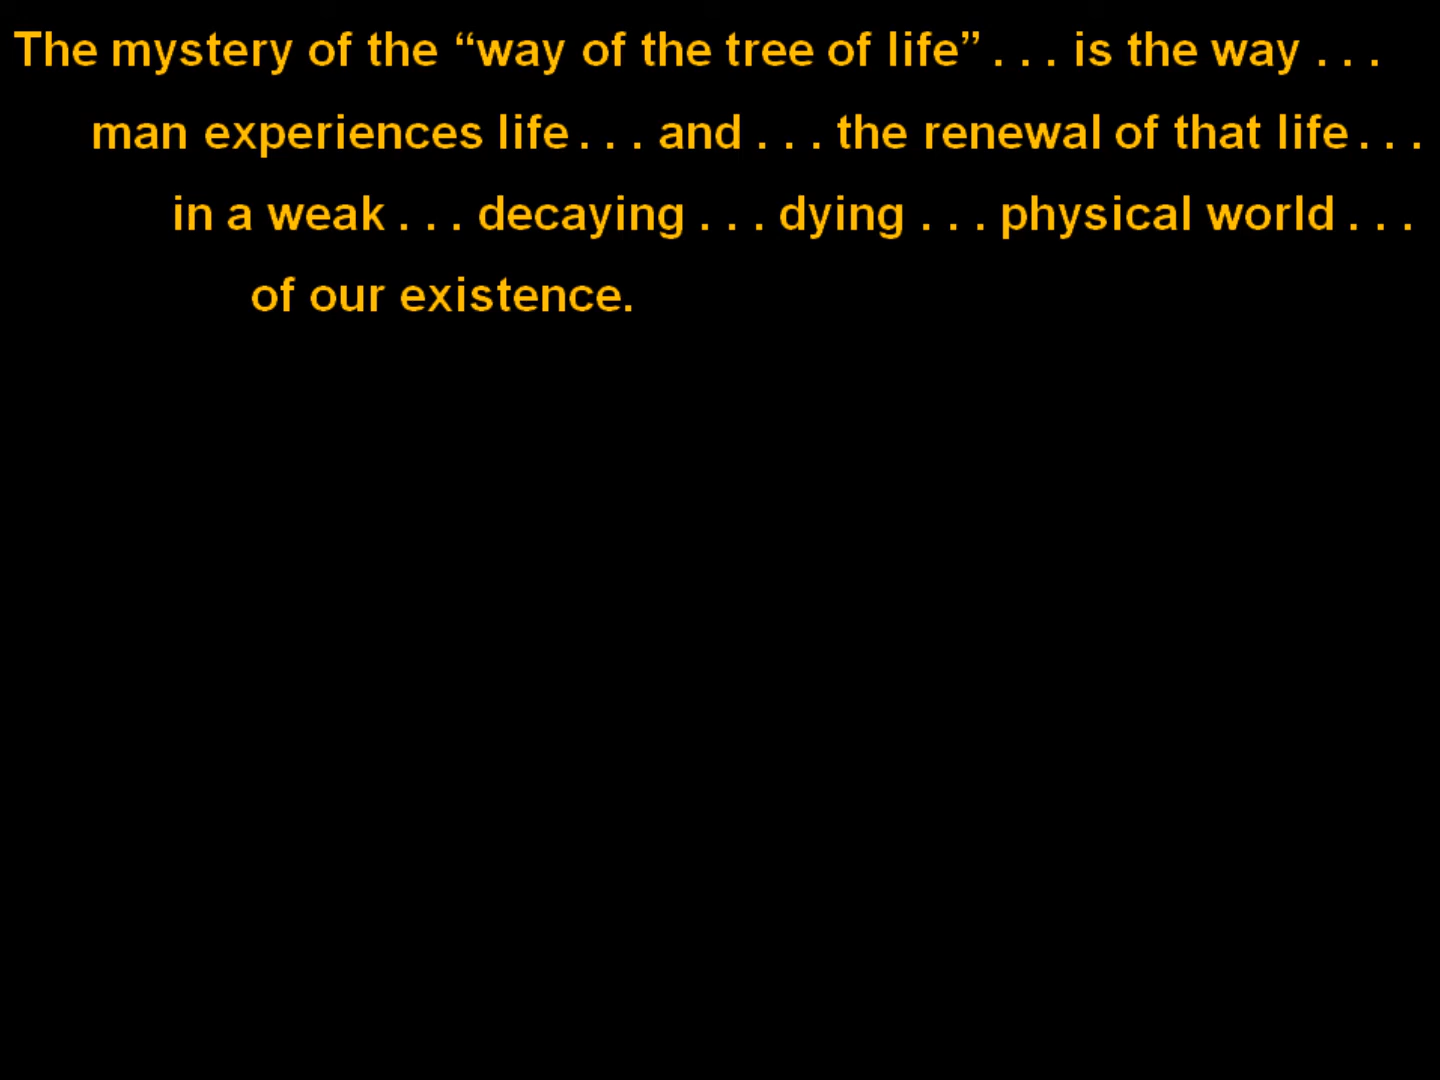 The mystery of the “way of the tree of life” . . . is the way . . .
man experiences life . . . and . . . the renewal of that life . . .
in a weak . . . decaying . . . dying . . . physical world . . .
of our existence.